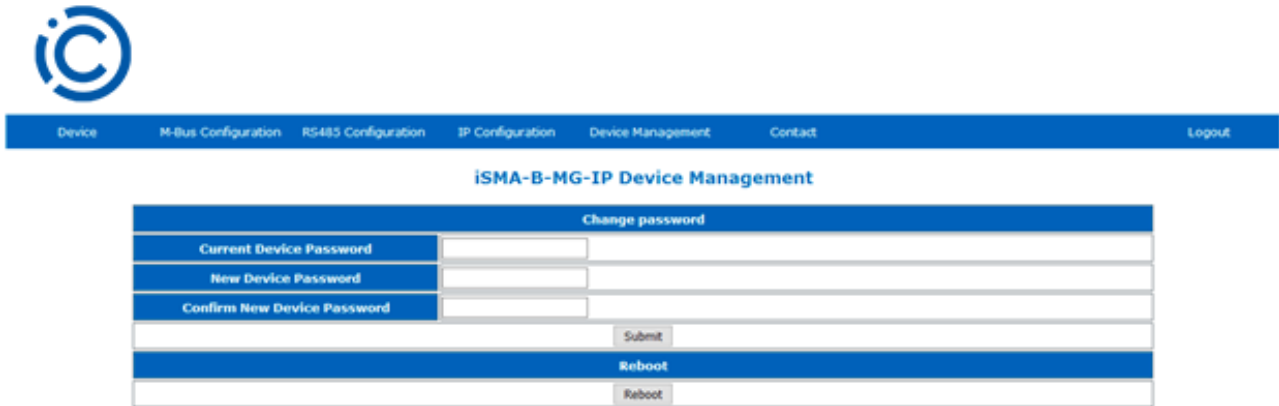 iC
Device M-Bus Configuration RS485 Configuration IP Configuration Device Management Contact Logout
iSMA-B-MG-IP Device Management
Change password
Current Device Password
New Device Password
Confirm New Device Password
Submit
Reboot
Reboot